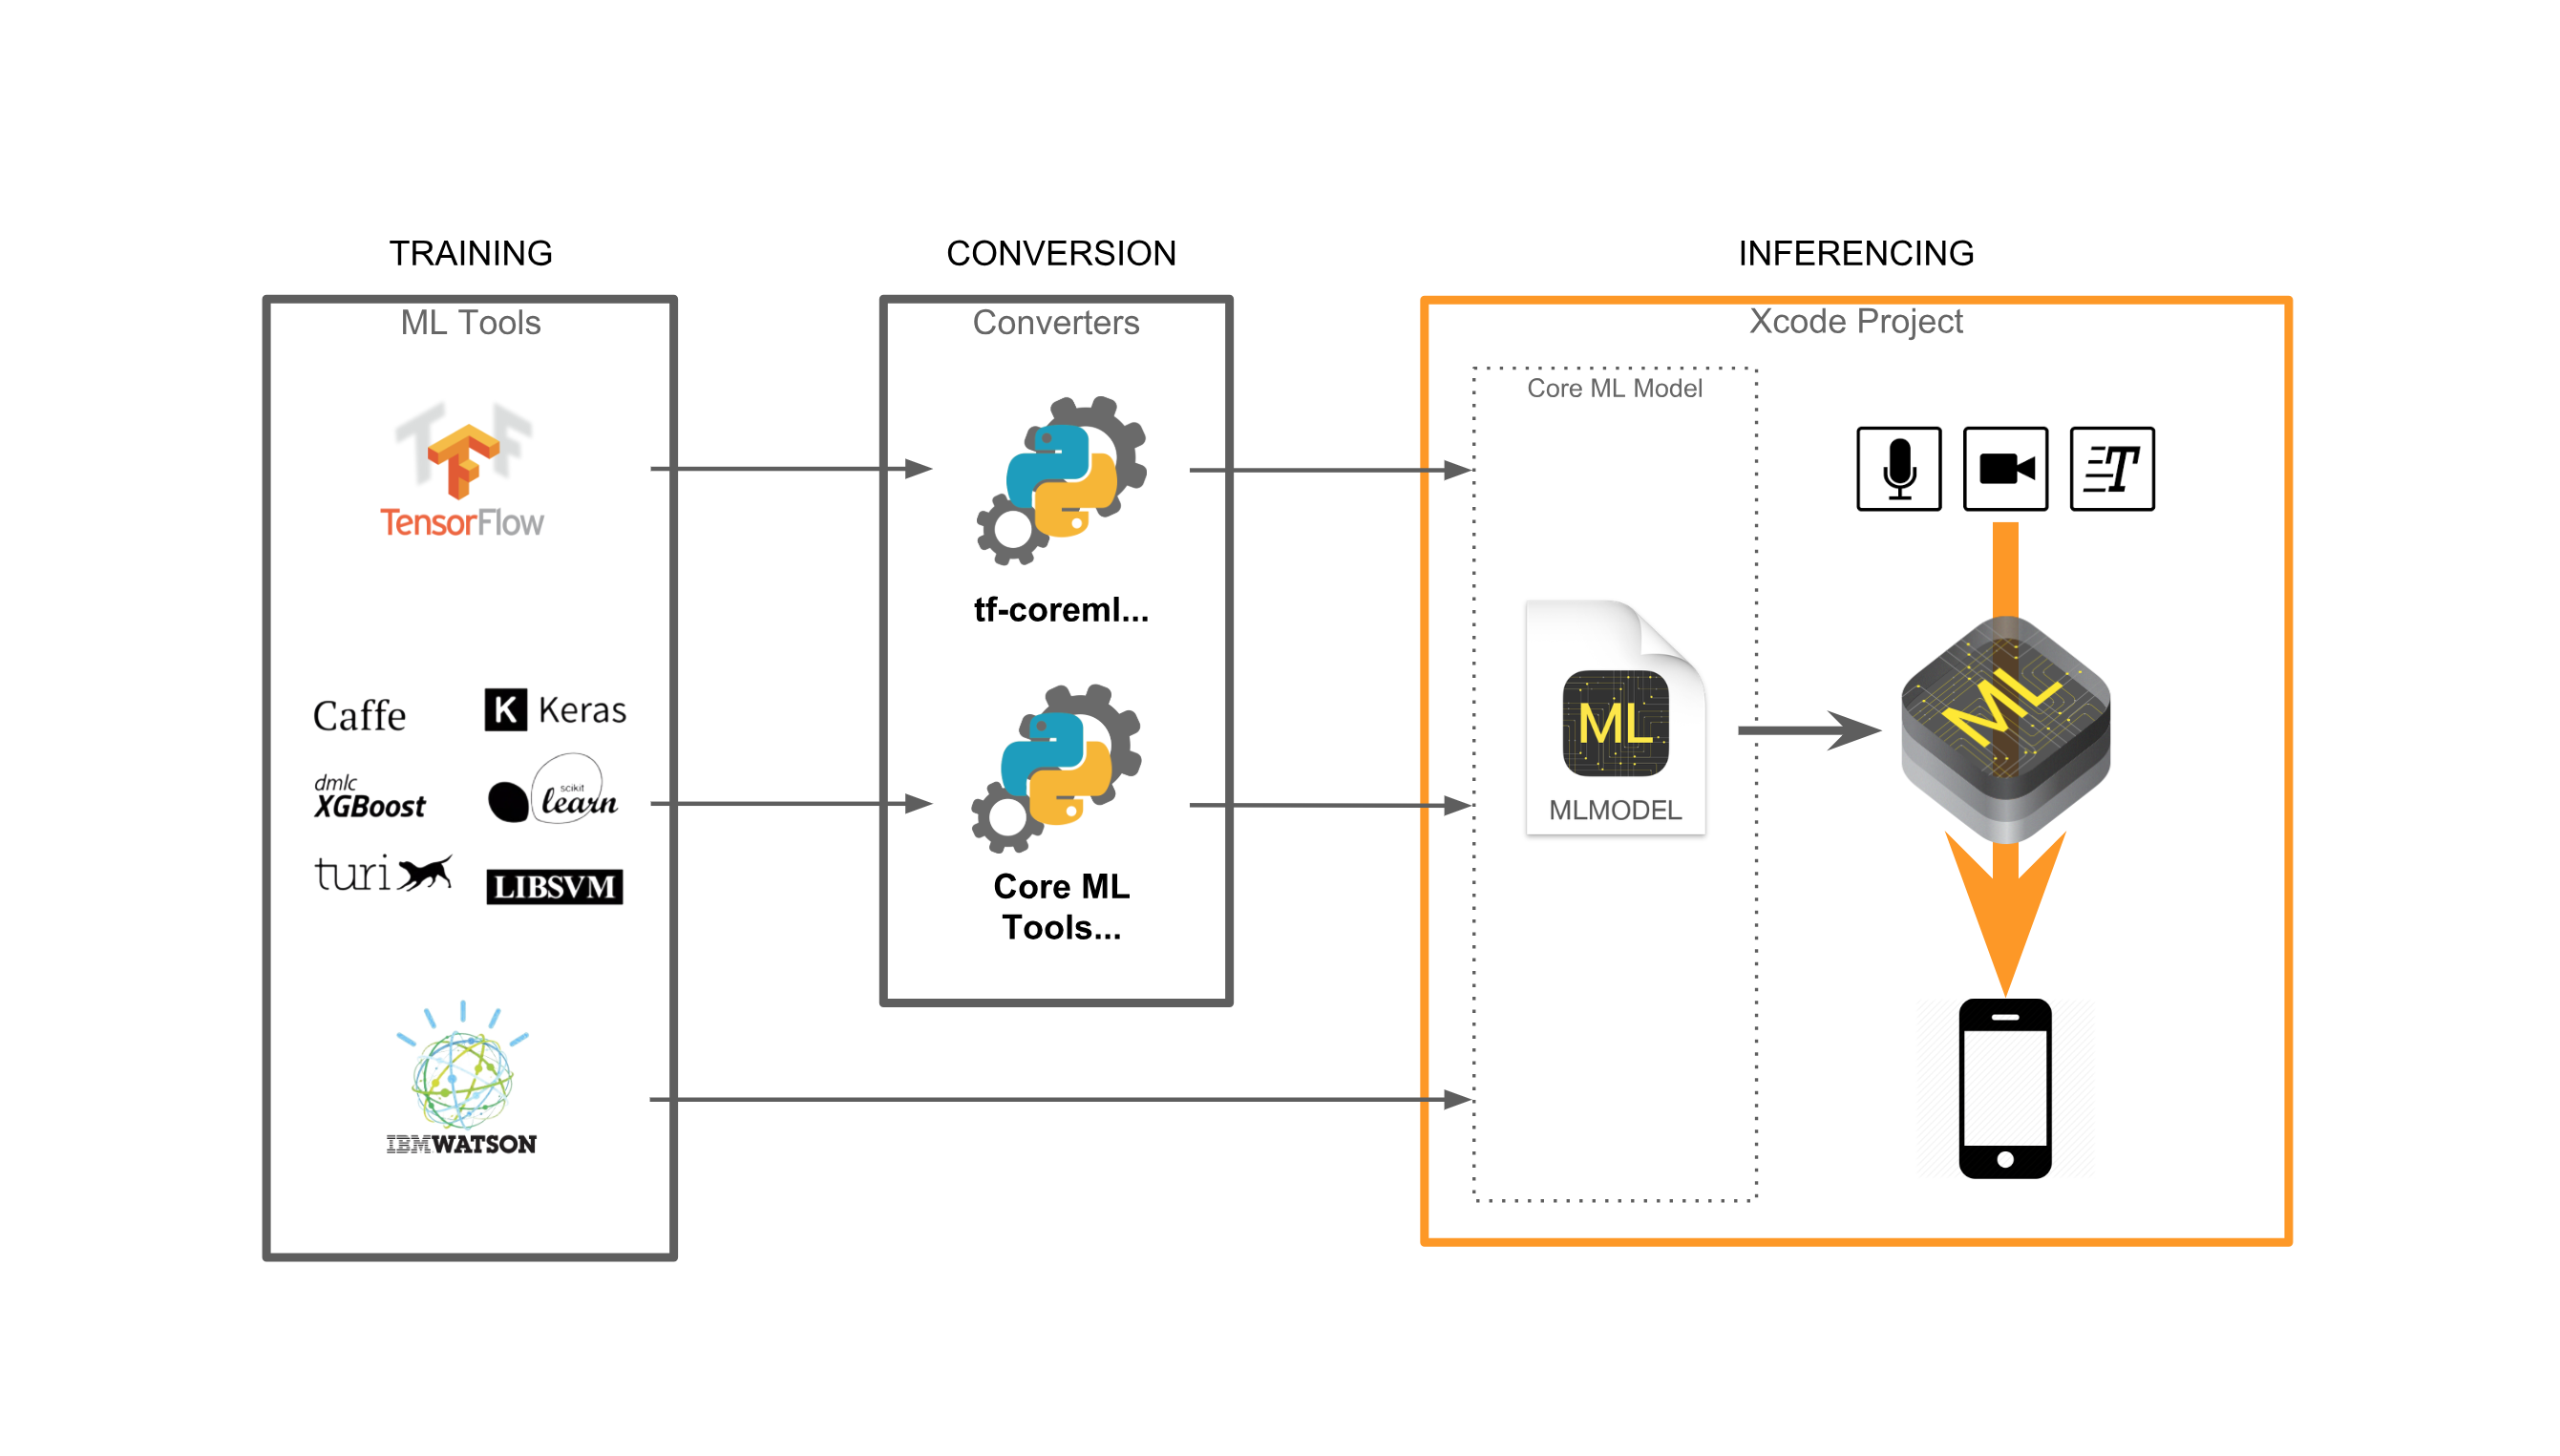 TRAINING
CONVERSION
INFERENCING
ML Tools
TensorFlow
Caffe
K Keras
dmlc
XGBoost
scikit
learn
turi
LIBSVM
IBM WATSON
Converters
tf-coreml...
Core ML
Tools...
Xcode Project
Core ML Model
ML
MLMODEL
T
ML